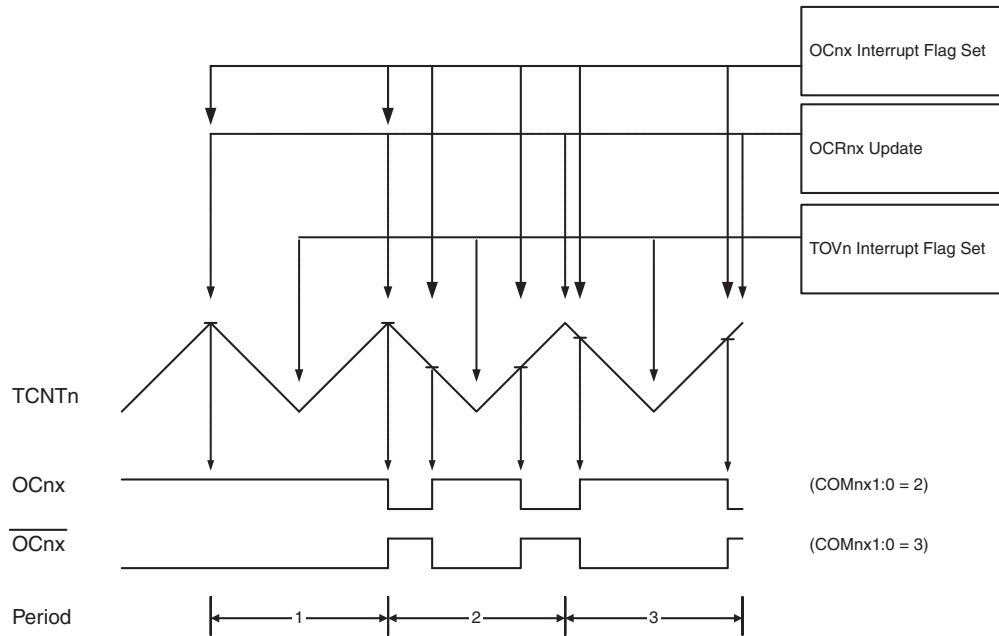 OCnx Interrupt Flag Set
OCRnx Update
TOVn Interrupt Flag Set
TCNTn
OCnx
(COMnx1:0 = 2)
OCnx
(COMnx1:0 = 3)
Period
1
2
3